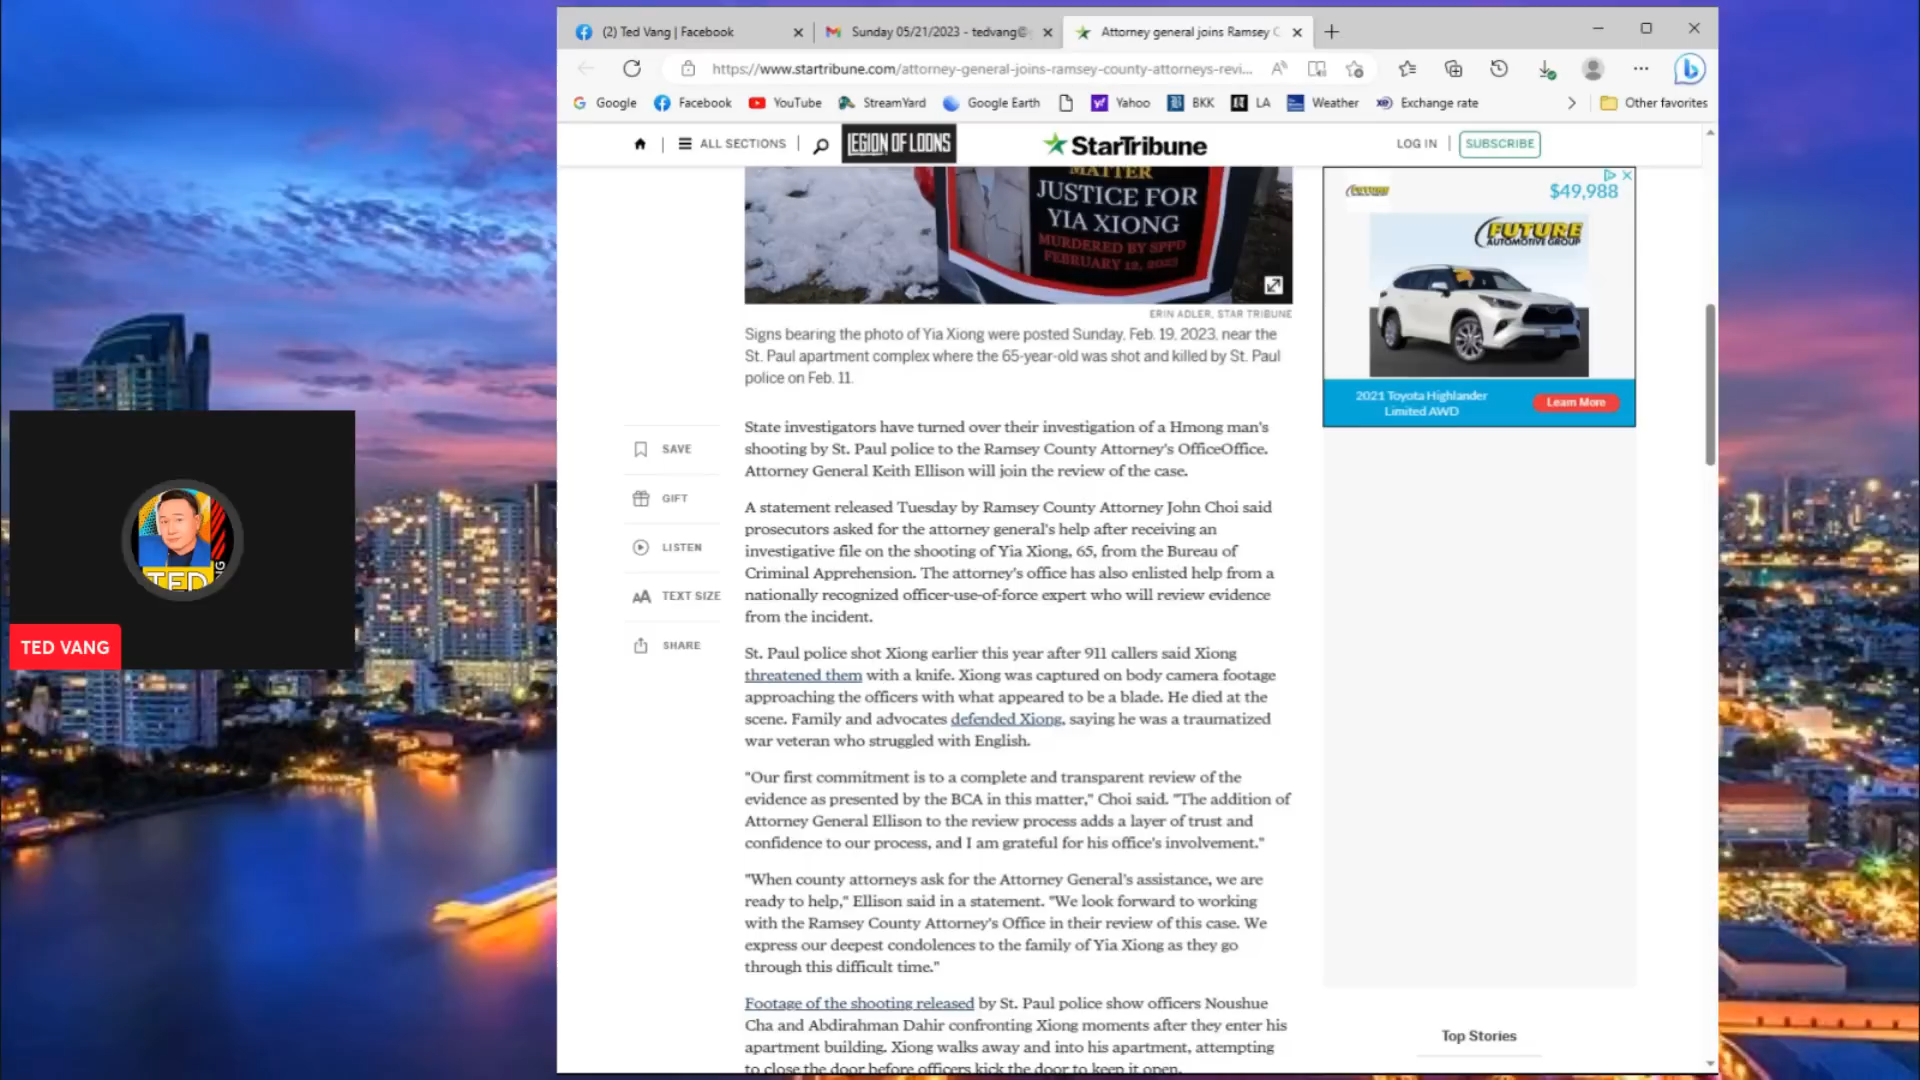 (2) Ted Vang | Facebook
Sunday 05/21/2023 - tedvang@
Attorney general joins Ramsey C
https://www.startribune.com/attorney-general-joins-ramsey-county-attorneys-revi...
Google
Facebook
YouTube
StreamYard
Google Earth
Yahoo
BKK
LA
Weather
Exchange rate
Other favorites
ALL SECTIONS
LEGION OF LOONS
StarTribune
LOG IN
SUBSCRIBE
MATTER
JUSTICE FOR
YIA XIONG
MURDERED BY SPPD
FEBRUARY 12, 2023
ERIN ADLER, STAR TRIBUNE
Signs bearing the photo of Yia Xiong were posted Sunday, Feb. 19, 2023, near the
St. Paul apartment complex where the 65-year-old was shot and killed by St. Paul
police on Feb. 11.
SAVE
GIFT
LISTEN
AA TEXT SIZE
SHARE
State investigators have turned over their investigation of a Hmong man's
shooting by St. Paul police to the Ramsey County Attorney's OfficeOffice.
Attorney General Keith Ellison will join the review of the case.
A statement released Tuesday by Ramsey County Attorney John Choi said
prosecutors asked for the attorney general's help after receiving an
investigative file on the shooting of Yia Xiong, 65, from the Bureau of
Criminal Apprehension. The attorney's office has also enlisted help from a
nationally recognized officer-use-of-force expert who will review evidence
from the incident.
St. Paul police shot Xiong earlier this year after 911 callers said Xiong
threatened them with a knife. Xiong was captured on body camera footage
approaching the officers with what appeared to be a blade. He died at the
scene. Family and advocates defended Xiong, saying he was a traumatized
war veteran who struggled with English.
"Our first commitment is to a complete and transparent review of the
evidence as presented by the BCA in this matter," Choi said. "The addition of
Attorney General Ellison to the review process adds a layer of trust and
confidence to our process, and I am grateful for his office's involvement."
"When county attorneys ask for the Attorney General's assistance, we are
ready to help," Ellison said in a statement. "We look forward to working
with the Ramsey County Attorney's Office in their review of this case. We
express our deepest condolences to the family of Yia Xiong as they go
through this difficult time."
Footage of the shooting released by St. Paul police show officers Noushue
Cha and Abdirahman Dahir confronting Xiong moments after they enter his
apartment building. Xiong walks away and into his apartment, attempting
to close the door before officers kick the door to keep it open.
FUTURE
$49,988
FUTURE
AUTOMOTIVE GROUP
2021 Toyota Highlander
Limited AWD
Learn More
Top Stories
TED
TED VANG